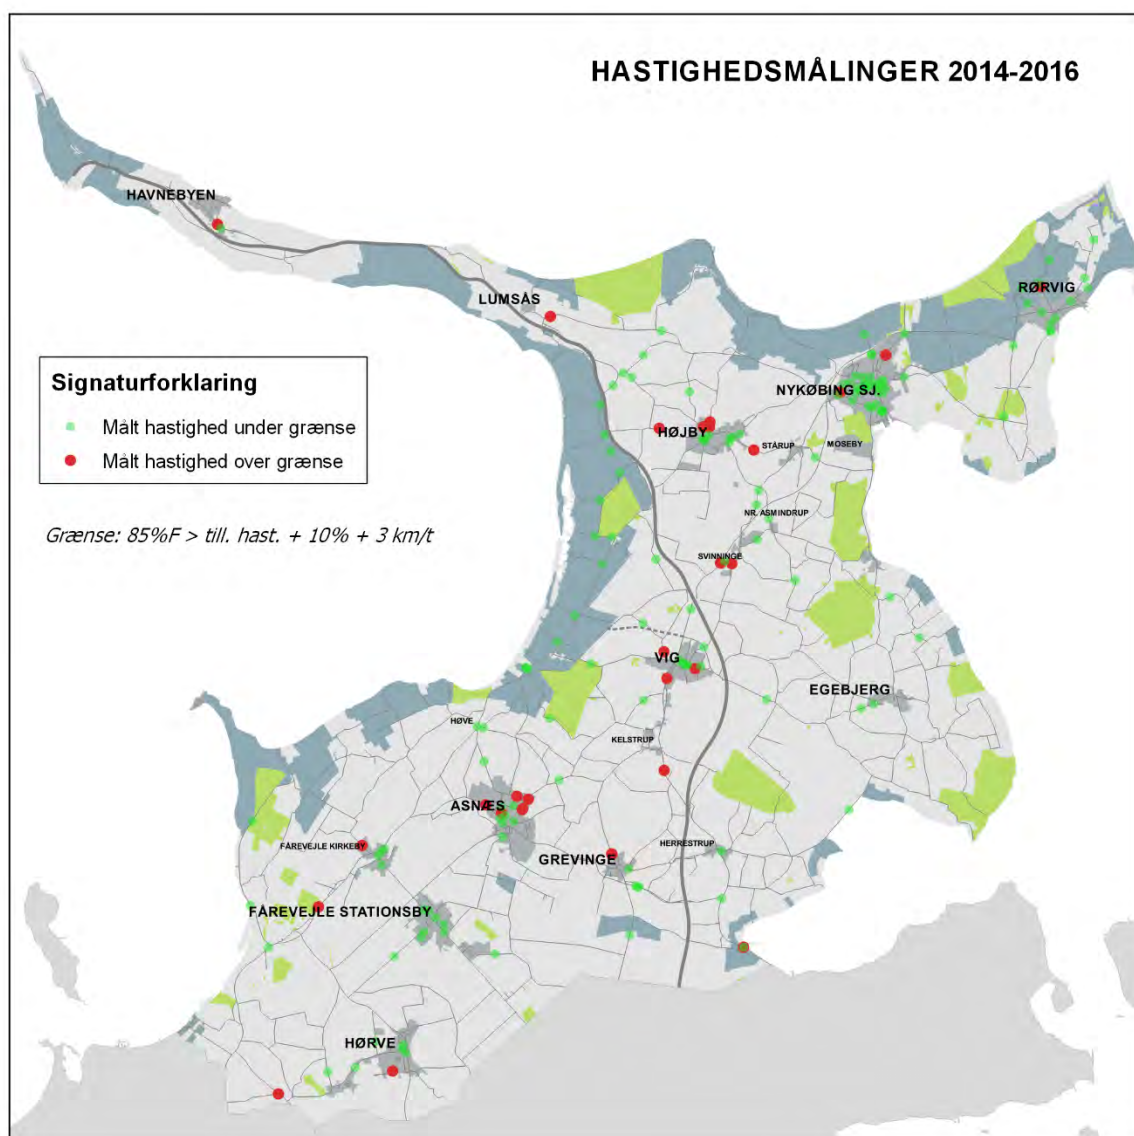 HASTIGHEDSMÅLINGER 2014-2016
HAVNEBYEN
RØRVIG
LUMSÅS
Signaturforklaring
Målt hastighed under grænse
Målt hastighed over grænse
Grænse: 85%F > till. hast. + 10% + 3 km/t
NYKØBING SJ.
HØJBY
STÅRUP
MOSEBY
NR. ASMINDRUP
SVINNINGE
VIG
EGEBJERG
HØVE
KELSTRUP
ASNÆS
FÅREVEJLE KIRKEBY
GREVINGE
HERRESTRUP
FÅREVEJLE STATIONSBY
HØRVE